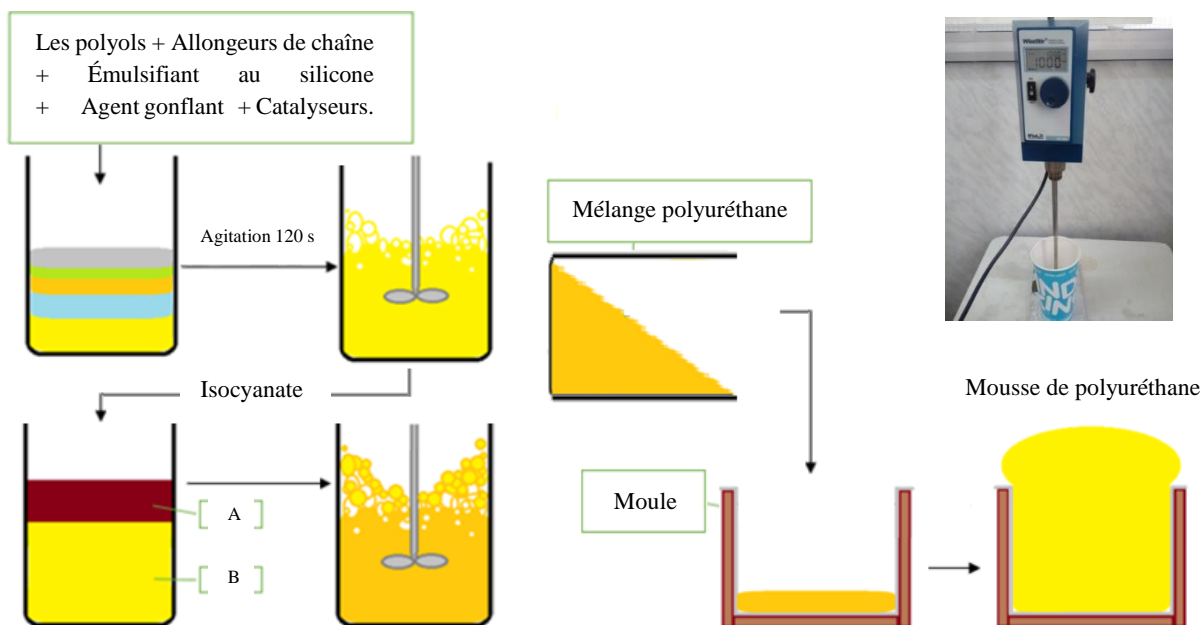 Les polyols + Allongeurs de chaîne
+ Émulsifiant au silicone
+ Agent gonflant + Catalyseurs.
Agitation 120 s
Mélange polyuréthane
1000
Isocyanate
Mousse de polyuréthane
A
Moule
B